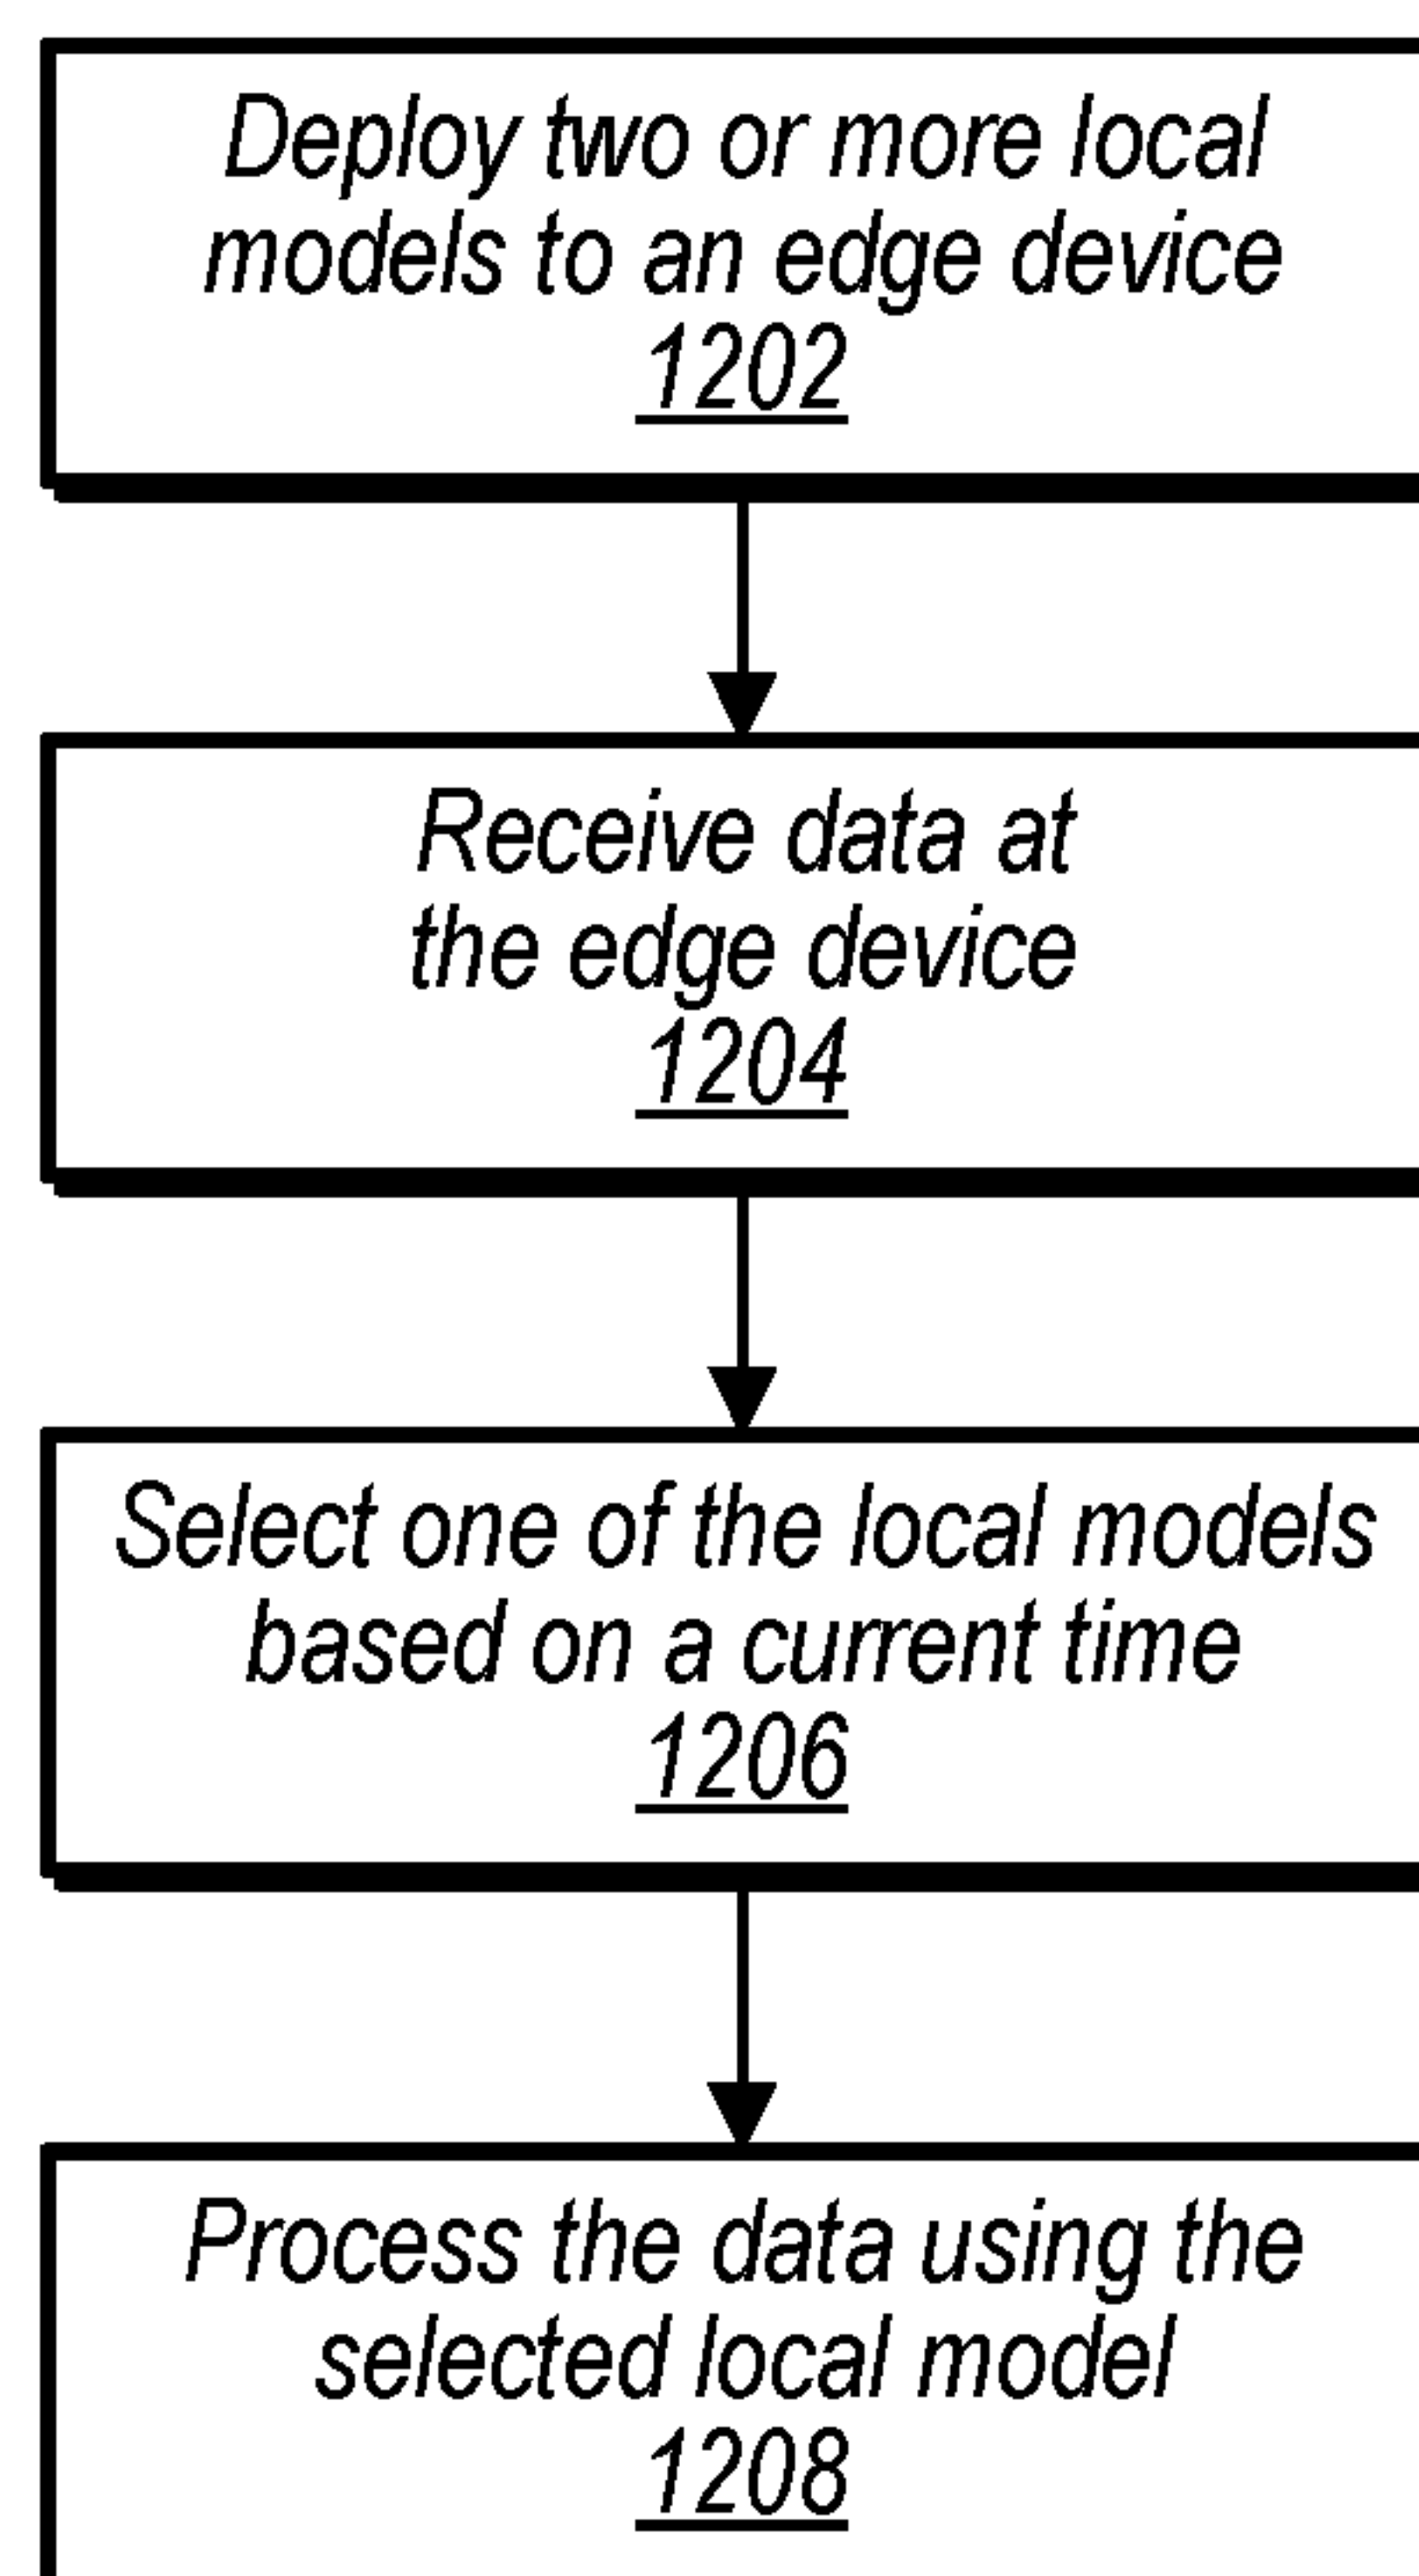 Deploy two or more local
models to an edge device
1202
Receive data at
the edge device
1204
Select one of the local models
based on a current time
1206
Process the data using the
selected local model
1208